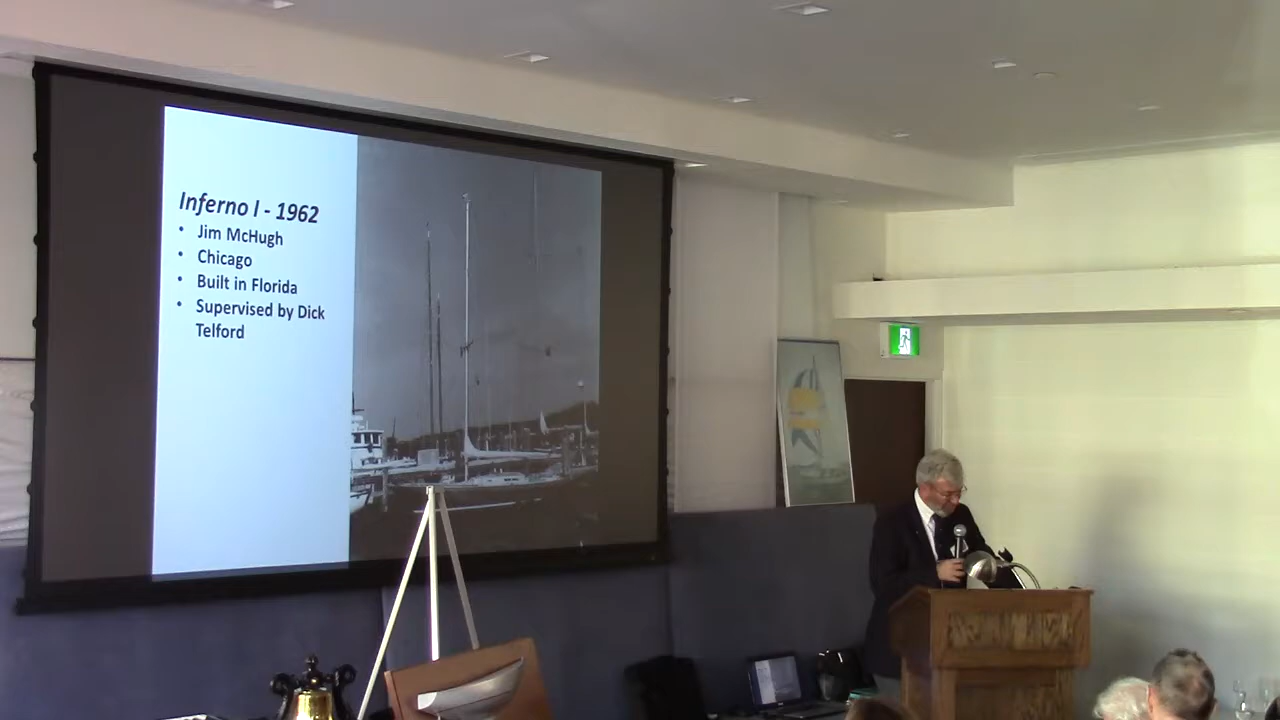 Inferno I - 1962
• Jim McHugh
• Chicago
• Built in Florida
• Supervised by Dick
Telford